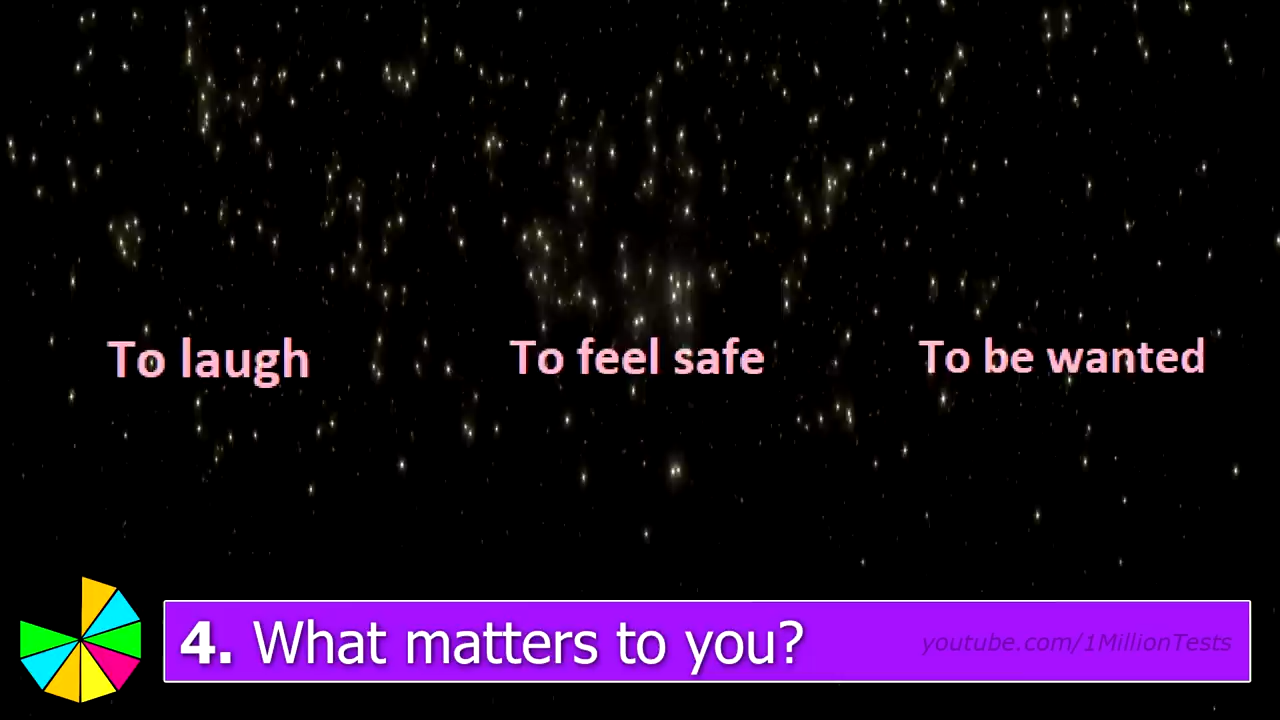 To laugh
To feel safe
To be wanted
4. What matters to you?
youtube.com/1MillionTests